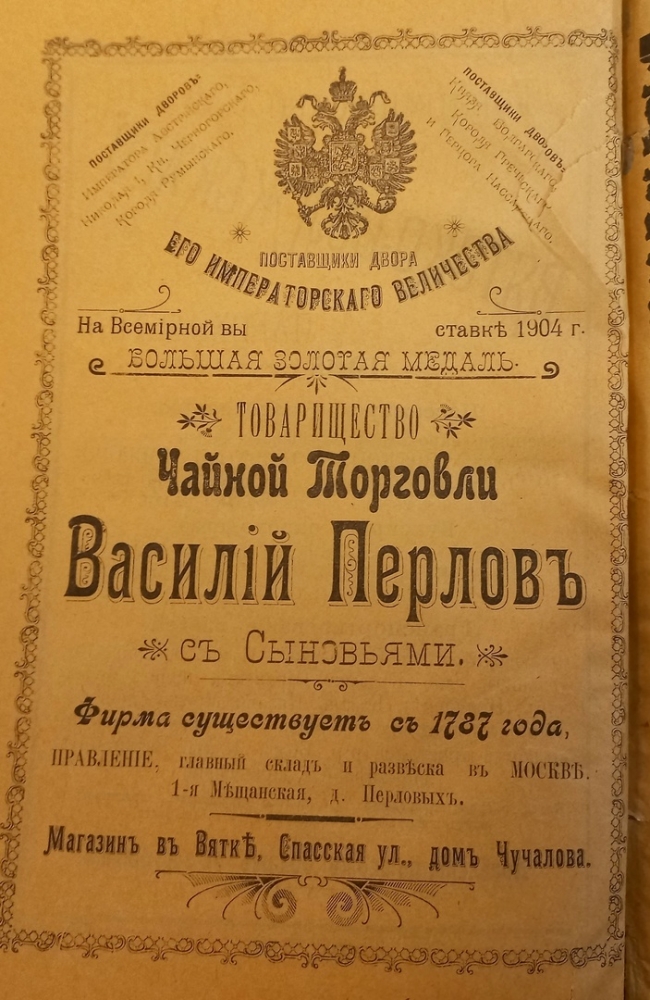 ПОСТАВЩИКИ ДВОРОВЪ:
Императора Австрійскаго,
Николая I, Кн. Черногорскаго,
Короля Румынскаго.
ПОСТАВЩИКИ ДВОРОВЪ:
Князя Болгарскаго,
Короля Греческаго
и Герцога Нассаускаго.
ПОСТАВЩИКИ ДВОРА
ЕГО ИМПЕРАТОРСКАГО ВЕЛИЧЕСТВА
На Всемірной вы ставкѣ 1904 г.
БОЛЬШАЯ ЗОЛОТАЯ МЕДАЛЬ.
ТОВАРИЩЕСТВО
Чайной Торговли
Василій Перловъ
съ Сыновьями.
Фирма существуетъ съ 1787 года,
ПРАВЛЕНІЕ, главный складъ и развѣска въ МОСКВѢ.
1-я Мѣщанская, д. Перловыхъ.
Магазинъ въ Вяткѣ, Спасская ул., домъ Чучалова.